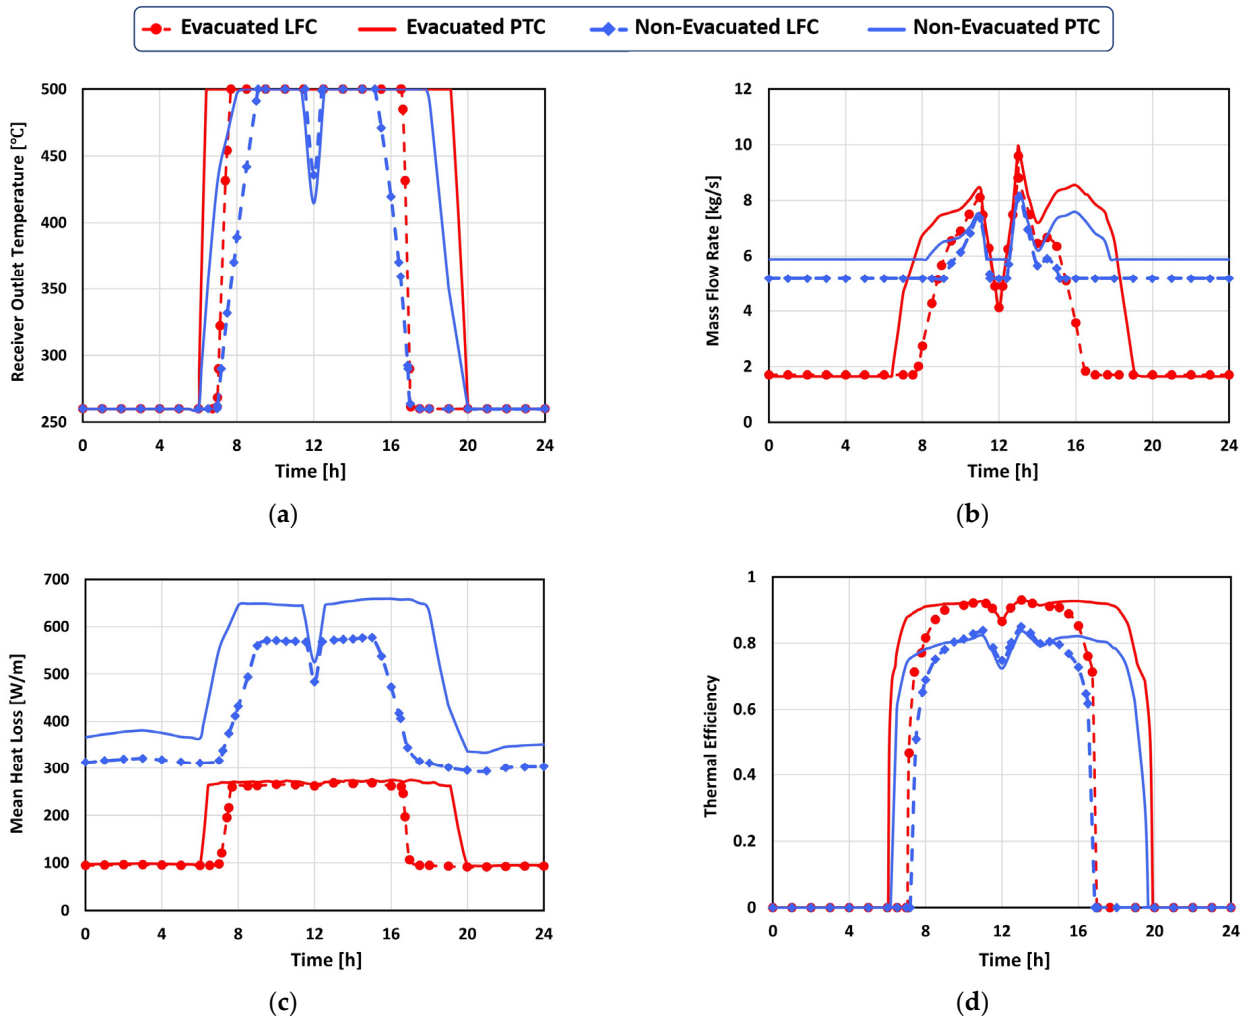 Evacuated LFC Evacuated PTC Non-Evacuated LFC Non-Evacuated PTC
Receiver Outlet Temperature [°C]
500
450
400
350
300
250
0 4 8 12 16 20 24
Time [h]
(a)
Mass Flow Rate [kg/s]
12
10
8
6
4
2
0
0 4 8 12 16 20 24
Time [h]
(b)
Mean Heat Loss [W/m]
700
600
500
400
300
200
100
0
0 4 8 12 16 20 24
Time [h]
(c)
Thermal Efficiency
1
0.8
0.6
0.4
0.2
0
0 4 8 12 16 20 24
Time [h]
(d)